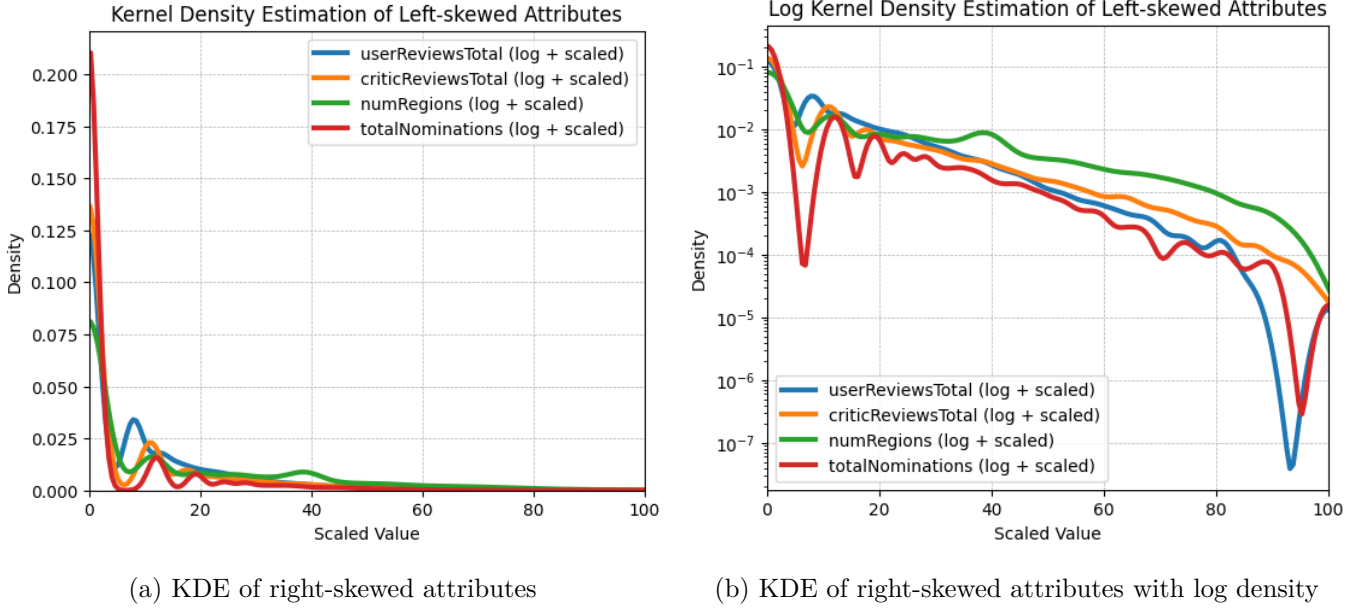 Kernel Density Estimation of Left-skewed Attributes
0.200
0.175
0.150
0.125
0.100
0.075
0.050
0.025
0.000
Density
userReviewsTotal (log + scaled)
criticReviewsTotal (log + scaled)
numRegions (log + scaled)
totalNominations (log + scaled)
0
20
40
60
80
100
Scaled Value
(a) KDE of right-skewed attributes
Log Kernel Density Estimation of Left-skewed Attributes
10⁻¹
10⁻²
10⁻³
10⁻⁴
10⁻⁵
10⁻⁶
10⁻⁷
Density
userReviewsTotal (log + scaled)
criticReviewsTotal (log + scaled)
numRegions (log + scaled)
totalNominations (log + scaled)
0
20
40
60
80
100
Scaled Value
(b) KDE of right-skewed attributes with log density